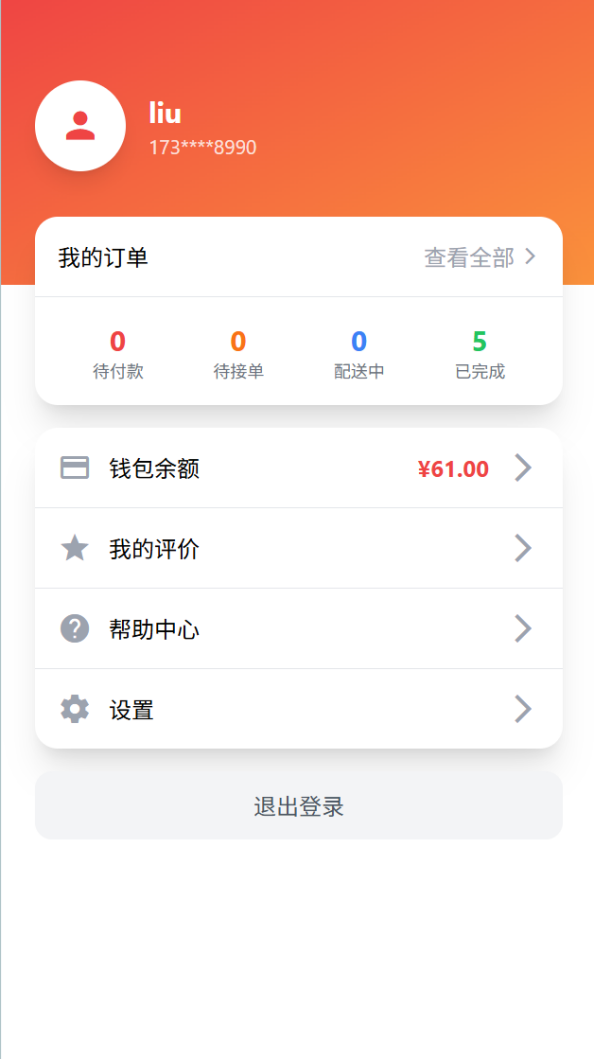 liu
173****8990
我的订单 查看全部
0 0 0 5
待付款 待接单 配送中 已完成
钱包余额 ¥61.00
我的评价
帮助中心
设置
退出登录